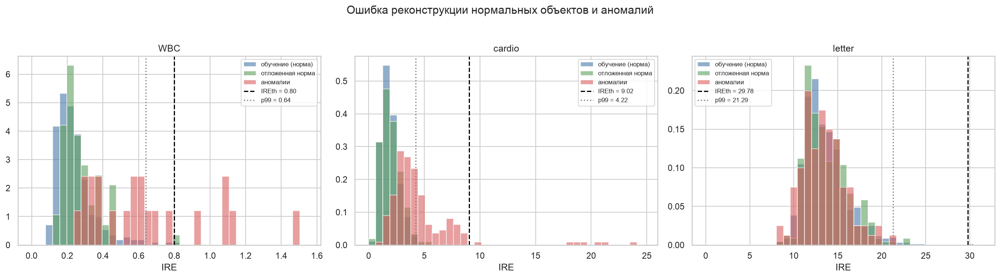 Ошибка реконструкции нормальных объектов и аномалий
WBC
обучение (норма)
отложенная норма
аномалии
IREth = 0.80
p99 = 0.64
6
5
4
3
2
1
0
0.0 0.2 0.4 0.6 0.8 1.0 1.2 1.4 1.6
IRE
cardio
обучение (норма)
отложенная норма
аномалии
IREth = 9.02
p99 = 4.22
0.5
0.4
0.3
0.2
0.1
0.0
0 5 10 15 20 25
IRE
letter
обучение (норма)
отложенная норма
аномалии
IREth = 29.78
p99 = 21.29
0.20
0.15
0.10
0.05
0.00
0 5 10 15 20 25 30
IRE